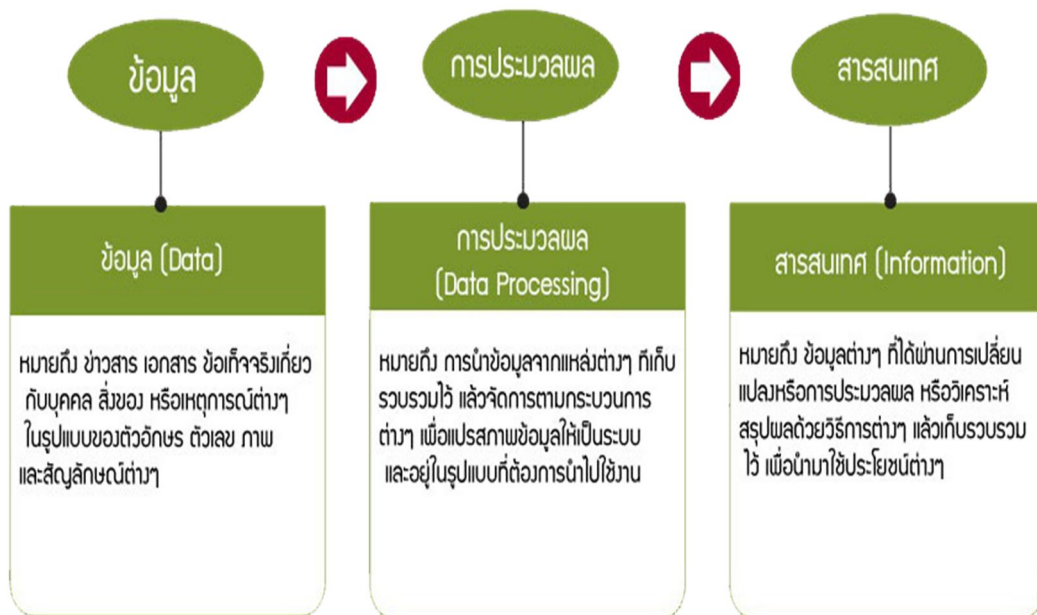 ข้อมูล
การประมวลผล
สารสนเทศ
ข้อมูล (Data)
หมายถึง ข่าวสาร เอกสาร ข้อเท็จจริงเกี่ยว
กับบุคคล สิ่งของ หรือเหตุการณ์ต่างๆ
ในรูปแบบของตัวอักษร ตัวเลข ภาพ
และสัญลักษณ์ต่างๆ
การประมวลผล
(Data Processing)
หมายถึง การนำข้อมูลจากแหล่งต่างๆ ทีเก็บ
รวบรวมไว้ แล้วจัดการตามกระบวนการ
ต่างๆ เพื่อแปรสภาพข้อมูลให้เป็นระบบ
และอยู่ในรูปแบบที่ต้องการนำไปใช้งาน
สารสนเทศ (Information)
หมายถึง ข้อมูลต่างๆ ที่ได้ผ่านการเปลี่ยน
แปลงหรือการประมวลผล หรือวิเคราะห์
สรุปผลด้วยวิธีการต่างๆ แล้วเก็บรวบรวม
ไว้ เพื่อนำมาใช้ประโยชน์ต่างๆ